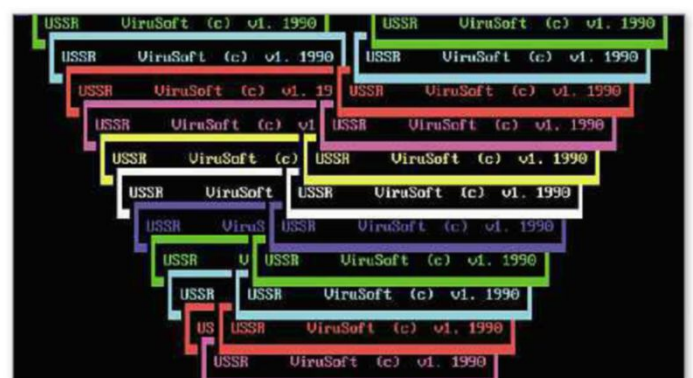 USSR ViruSoft (c) v1. 1990 USSR ViruSoft (c) v1. 1990
USSR ViruSoft (c) v1. 1990 USSR ViruSoft (c) v1. 1990
USSR ViruSoft (c) v1. 19 USSR ViruSoft (c) v1. 1990
USSR ViruSoft (c) v1 USSR ViruSoft (c) v1. 1990
USSR ViruSoft (c) USSR ViruSoft (c) v1. 1990
USSR ViruSoft USSR ViruSoft (c) v1. 1990
USSR ViruS USSR ViruSoft (c) v1. 1990
USSR V USSR ViruSoft (c) v1. 1990
USSR USSR ViruSoft (c) v1. 1990
US USSR ViruSoft (c) v1. 1990
USSR ViruSoft (c) v1. 1990